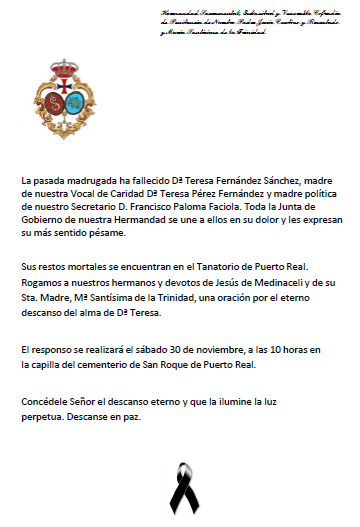 Hermandad Sacramental, Industrial y Venerable Cofradía
de Penitencia de Nuestro Padre Jesús Cautivo y Rescatado
y María Santísima de la Trinidad.
La pasada madrugada ha fallecido Dª Teresa Fernández Sánchez, madre
de nuestra Vocal de Caridad Dª Teresa Pérez Fernández y madre política
de nuestro Secretario D. Francisco Paloma Faciola. Toda la Junta de
Gobierno de nuestra Hermandad se une a ellos en su dolor y les expresan
su más sentido pésame.
Sus restos mortales se encuentran en el Tanatorio de Puerto Real.
Rogamos a nuestros hermanos y devotos de Jesús de Medinaceli y de su
Sta. Madre, Mª Santísima de la Trinidad, una oración por el eterno
descanso del alma de Dª Teresa.
El responso se realizará el sábado 30 de noviembre, a las 10 horas en
la capilla del cementerio de San Roque de Puerto Real.
Concédele Señor el descanso eterno y que la ilumine la luz
perpetua. Descanse en paz.